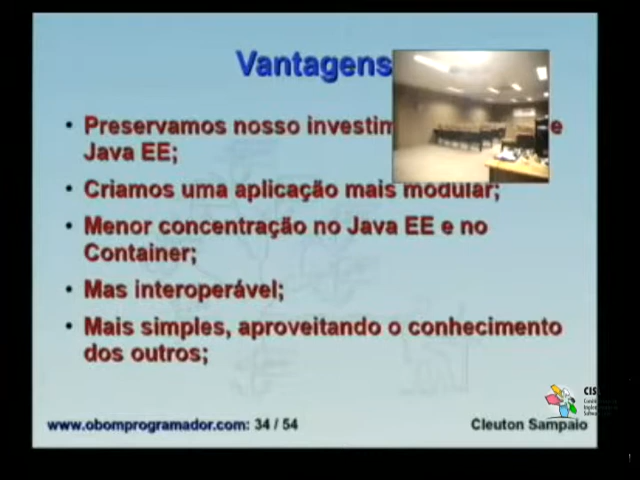 Vantagens
• Preservamos nosso e
Java EE;
• Criamos uma aplicação mais modular;
• Menor concentração no Java EE e no
Container;
• Mas interoperável;
• Mais simples, aproveitando o conhecimento
dos outros;
CIS
www.obomprogramador.com: 34 / 54
Cleuton Sampaio